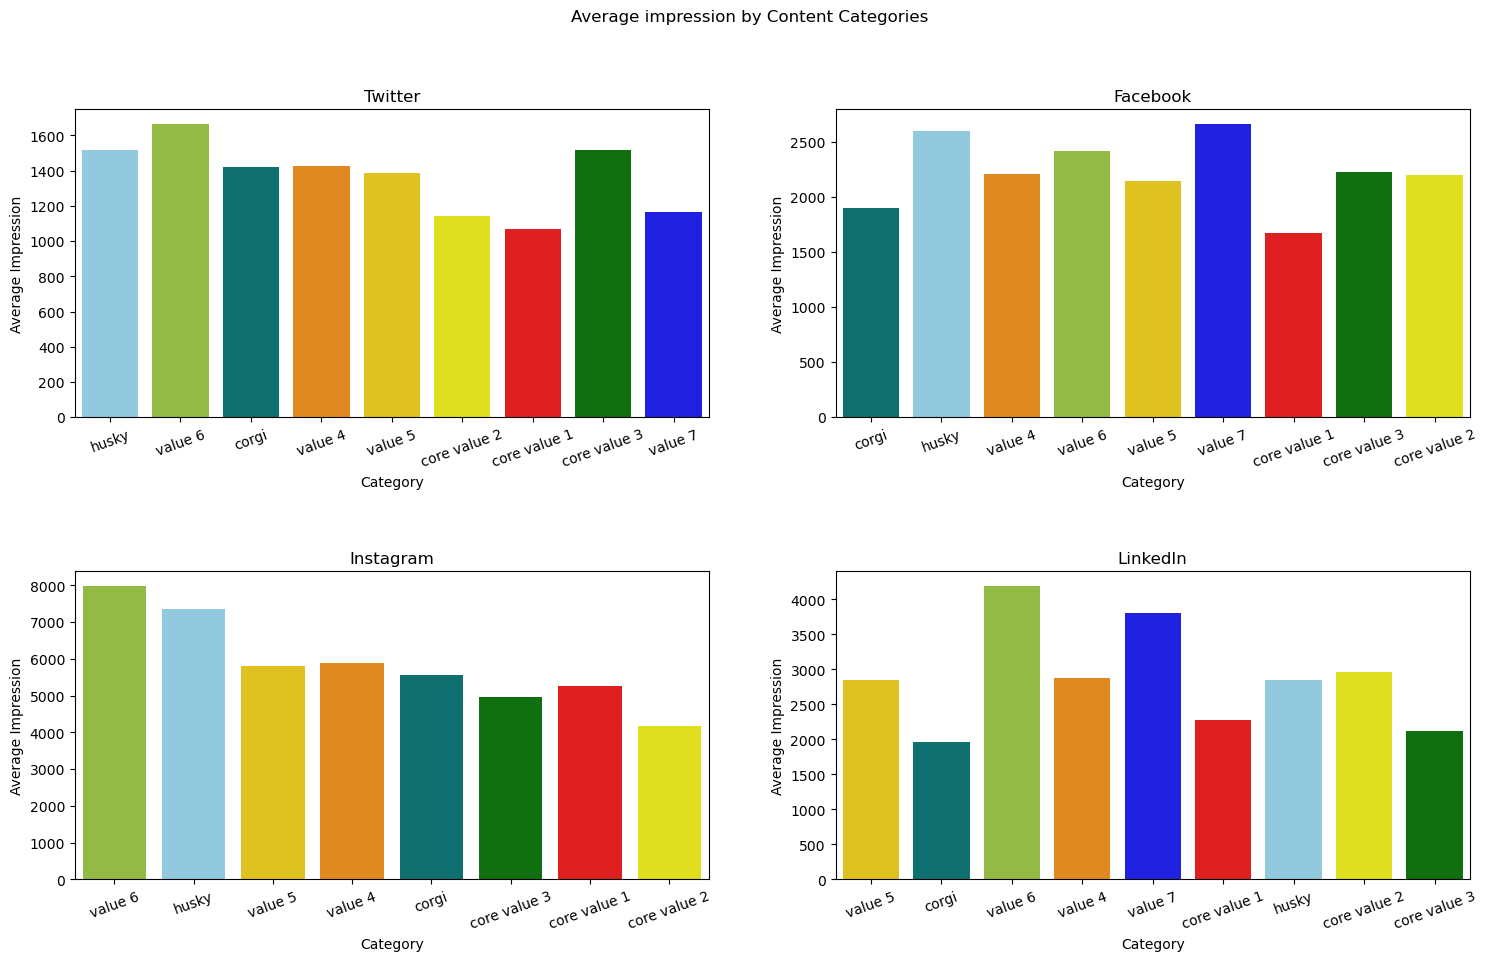 Average impression by Content Categories
Twitter
Average Impression
1600
1400
1200
1000
800
600
400
200
0
husky
value 6
corgi
value 4
value 5
core value 2
core value 1
core value 3
value 7
Category
Facebook
Average Impression
2500
2000
1500
1000
500
0
corgi
husky
value 4
value 6
value 5
value 7
core value 1
core value 3
core value 2
Category
Instagram
Average Impression
8000
7000
6000
5000
4000
3000
2000
1000
0
value 6
husky
value 5
value 4
corgi
core value 3
core value 1
core value 2
Category
LinkedIn
Average Impression
4000
3500
3000
2500
2000
1500
1000
500
0
value 5
corgi
value 6
value 4
value 7
core value 1
husky
core value 2
core value 3
Category